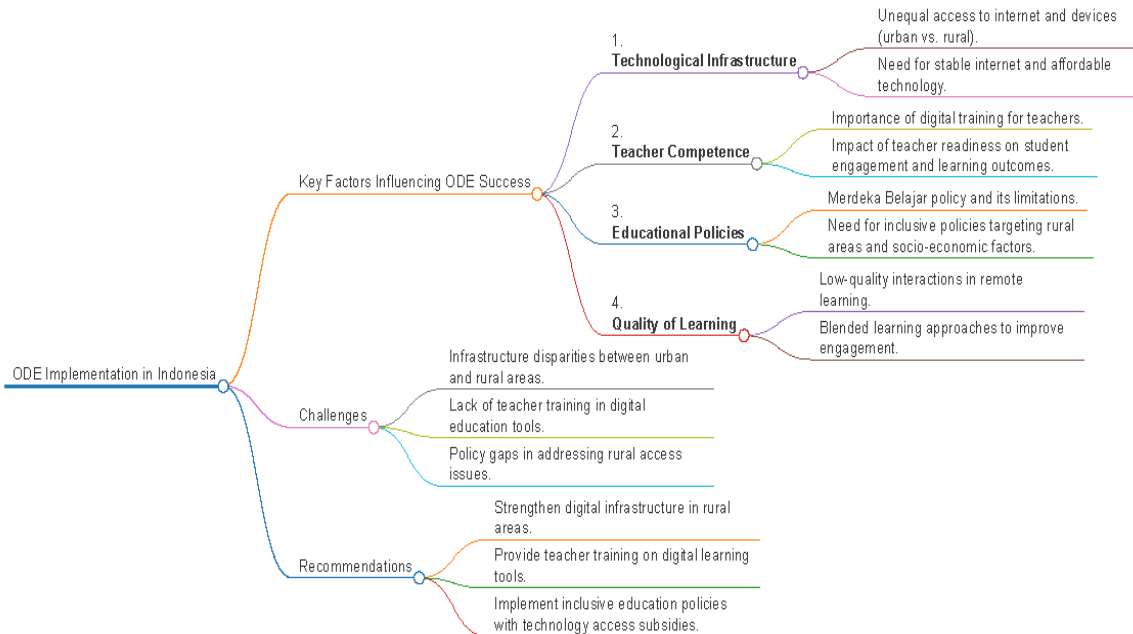 ODE Implementation in Indonesia
Key Factors Influencing ODE Success
1.
Technological Infrastructure
Unequal access to internet and devices
(urban vs. rural).
Need for stable internet and affordable
technology.
2.
Teacher Competence
Importance of digital training for teachers.
Impact of teacher readiness on student
engagement and learning outcomes.
3.
Educational Policies
Merdeka Belajar policy and its limitations.
Need for inclusive policies targeting rural
areas and socio-economic factors.
4.
Quality of Learning
Low-quality interactions in remote
learning.
Blended learning approaches to improve
engagement.
Challenges
Infrastructure disparities between urban
and rural areas.
Lack of teacher training in digital
education tools.
Policy gaps in addressing rural access
issues.
Recommendations
Strengthen digital infrastructure in rural
areas.
Provide teacher training on digital learning
tools.
Implement inclusive education policies
with technology access subsidies.